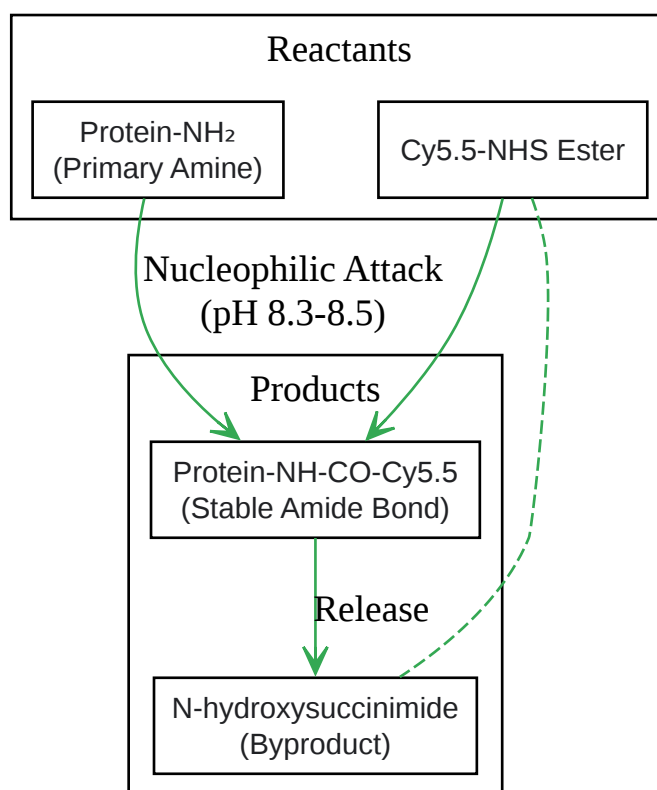 Reactants
Protein-NH₂
(Primary Amine)
Cy5.5-NHS Ester
Nucleophilic Attack
(pH 8.3-8.5)
Products
Protein-NH-CO-Cy5.5
(Stable Amide Bond)
Release
N-hydroxysuccinimide
(Byproduct)